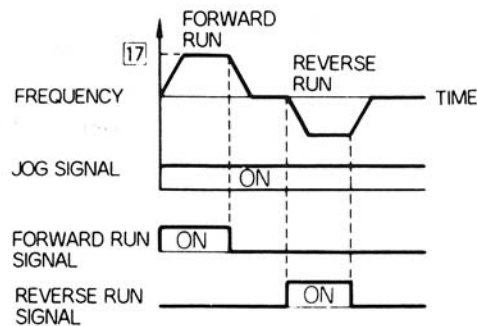 FORWARD
RUN
17
REVERSE
RUN
FREQUENCY
TIME
JOG SIGNAL
ON
FORWARD RUN
SIGNAL
ON
REVERSE RUN
SIGNAL
ON